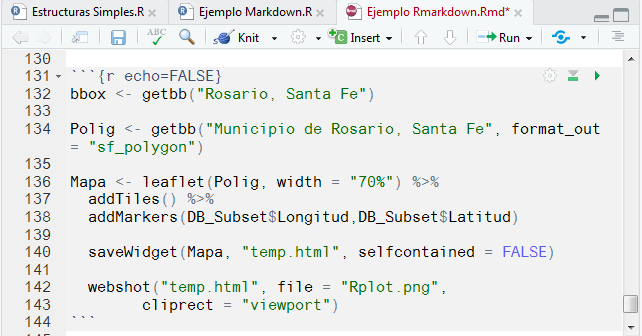 Estructuras Simples.R
Ejemplo Markdown.R
Ejemplo Rmarkdown.Rmd*
ABC
Knit
Insert
Run
130
131 ```{r echo=FALSE}
132 bbox <- getbb("Rosario, Santa Fe")
133
134 Polig <- getbb("Municipio de Rosario, Santa Fe", format_out
= "sf_polygon")
135
136 Mapa <- leaflet(Polig, width = "70%") %>%
137   addTiles() %>%
138   addMarkers(DB_Subset$Longitud,DB_Subset$Latitud)
139
140   saveWidget(Mapa, "temp.html", selfcontained = FALSE)
141
142   webshot("temp.html", file = "Rplot.png",
143         cliprect = "viewport")
144 ```